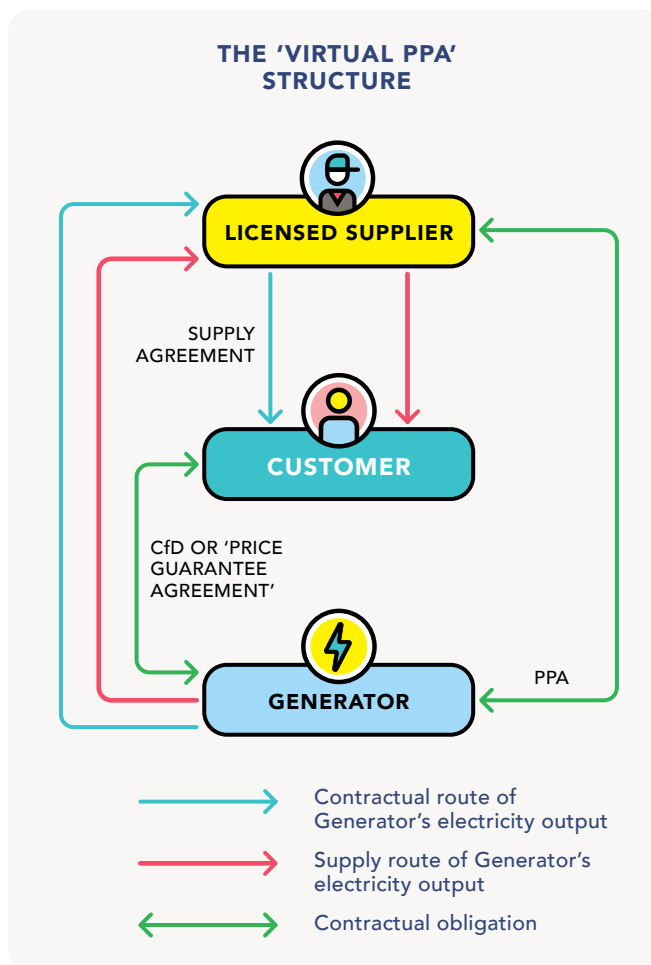 THE ‘VIRTUAL PPA’
STRUCTURE
LICENSED SUPPLIER
SUPPLY
AGREEMENT
CUSTOMER
CfD OR ‘PRICE
GUARANTEE
AGREEMENT’
PPA
GENERATOR
Contractual route of
Generator’s electricity output
Supply route of Generator’s
electricity output
Contractual obligation